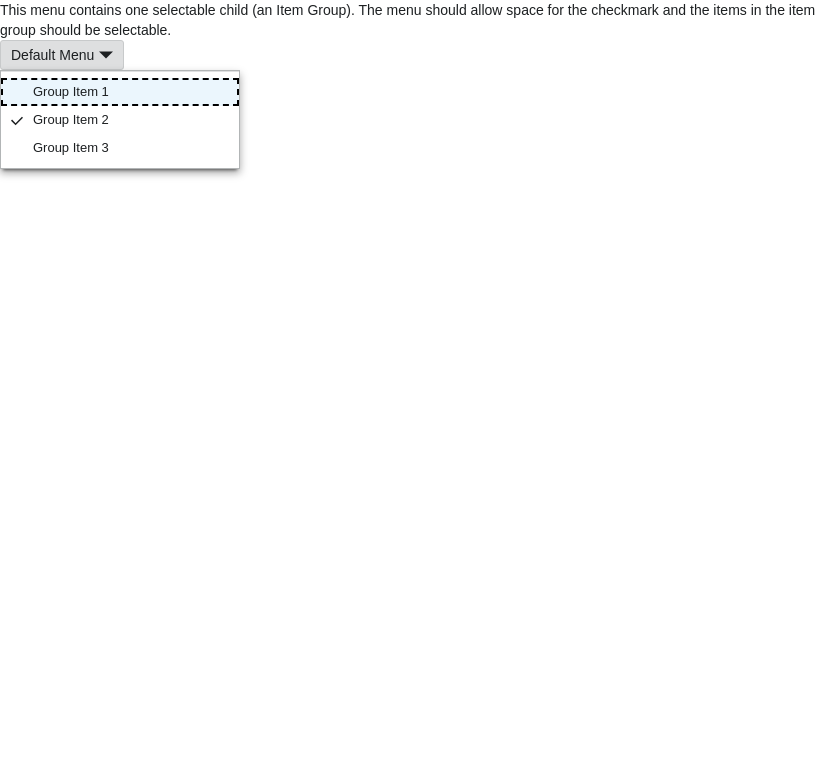 This menu contains one selectable child (an Item Group). The menu should allow space for the checkmark and the items in the item
group should be selectable.
Default Menu
Group Item 1
Group Item 2
Group Item 3